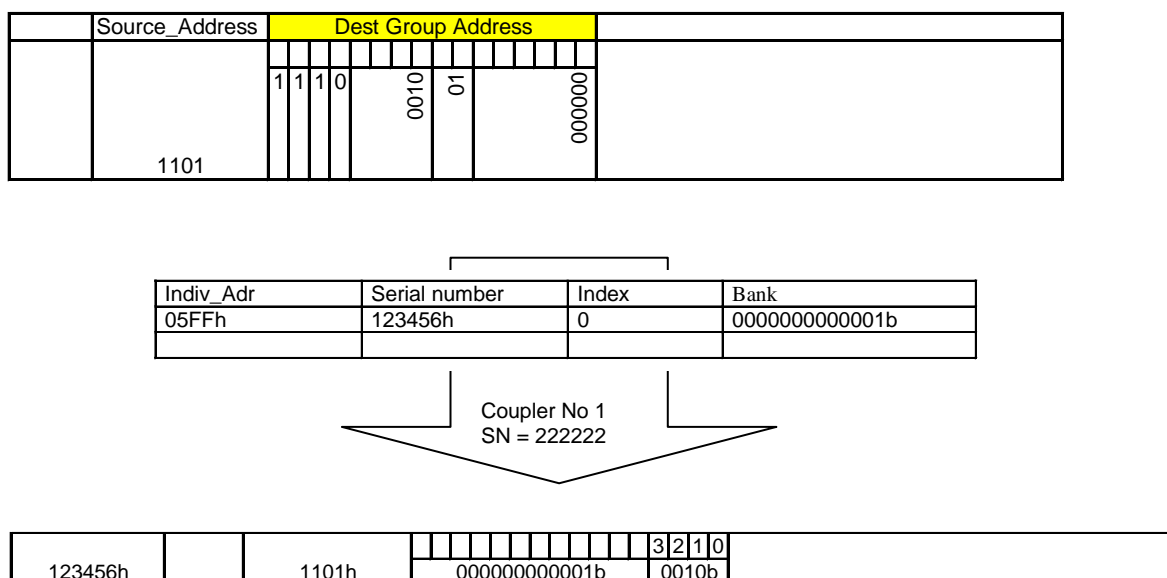 Source_Address Dest Group Address
1 1 1 0 0010 01 000000
1101
Indiv_Adr Serial number Index Bank
05FFh 123456h 0 0000000000001b
Coupler No 1
SN = 222222
3 2 1 0
123456h 1101h 000000000001b 0010b